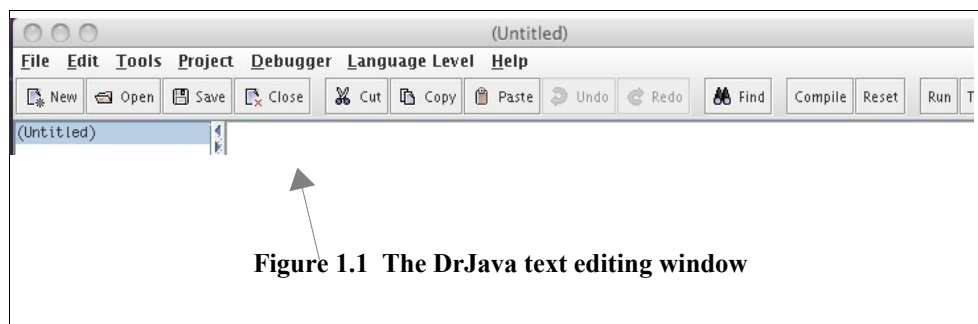 (Untitled)
File Edit Tools Project Debugger Language Level Help
New Open Save Close Cut Copy Paste Undo Redo Find Compile Reset Run T
(Untitled)
Figure 1.1 The DrJava text editing window